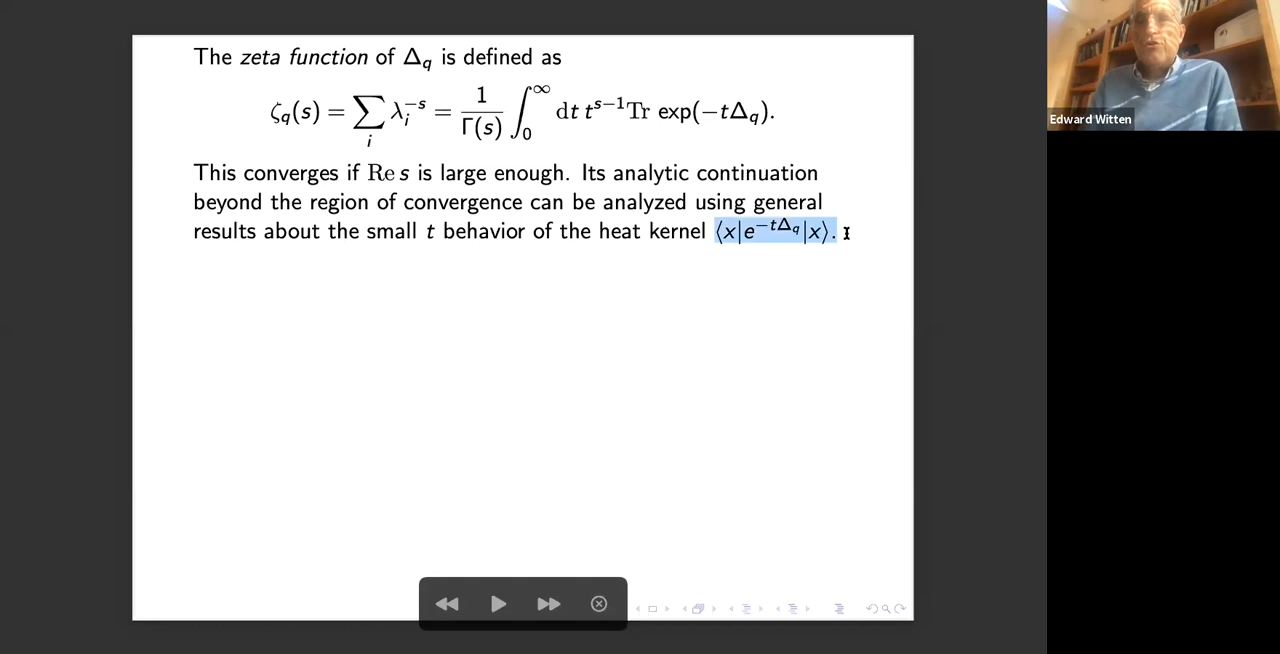 The zeta function of Δ_q is defined as
ζ_q(s) = ∑_i λ_i^{-s} = \frac{1}{Γ(s)} ∫_0^∞ dt t^{s-1} Tr exp(−tΔ_q).
This converges if Re s is large enough. Its analytic continuation
beyond the region of convergence can be analyzed using general
results about the small t behavior of the heat kernel ⟨x|e^{-tΔ_q}|x⟩.
Edward Witten